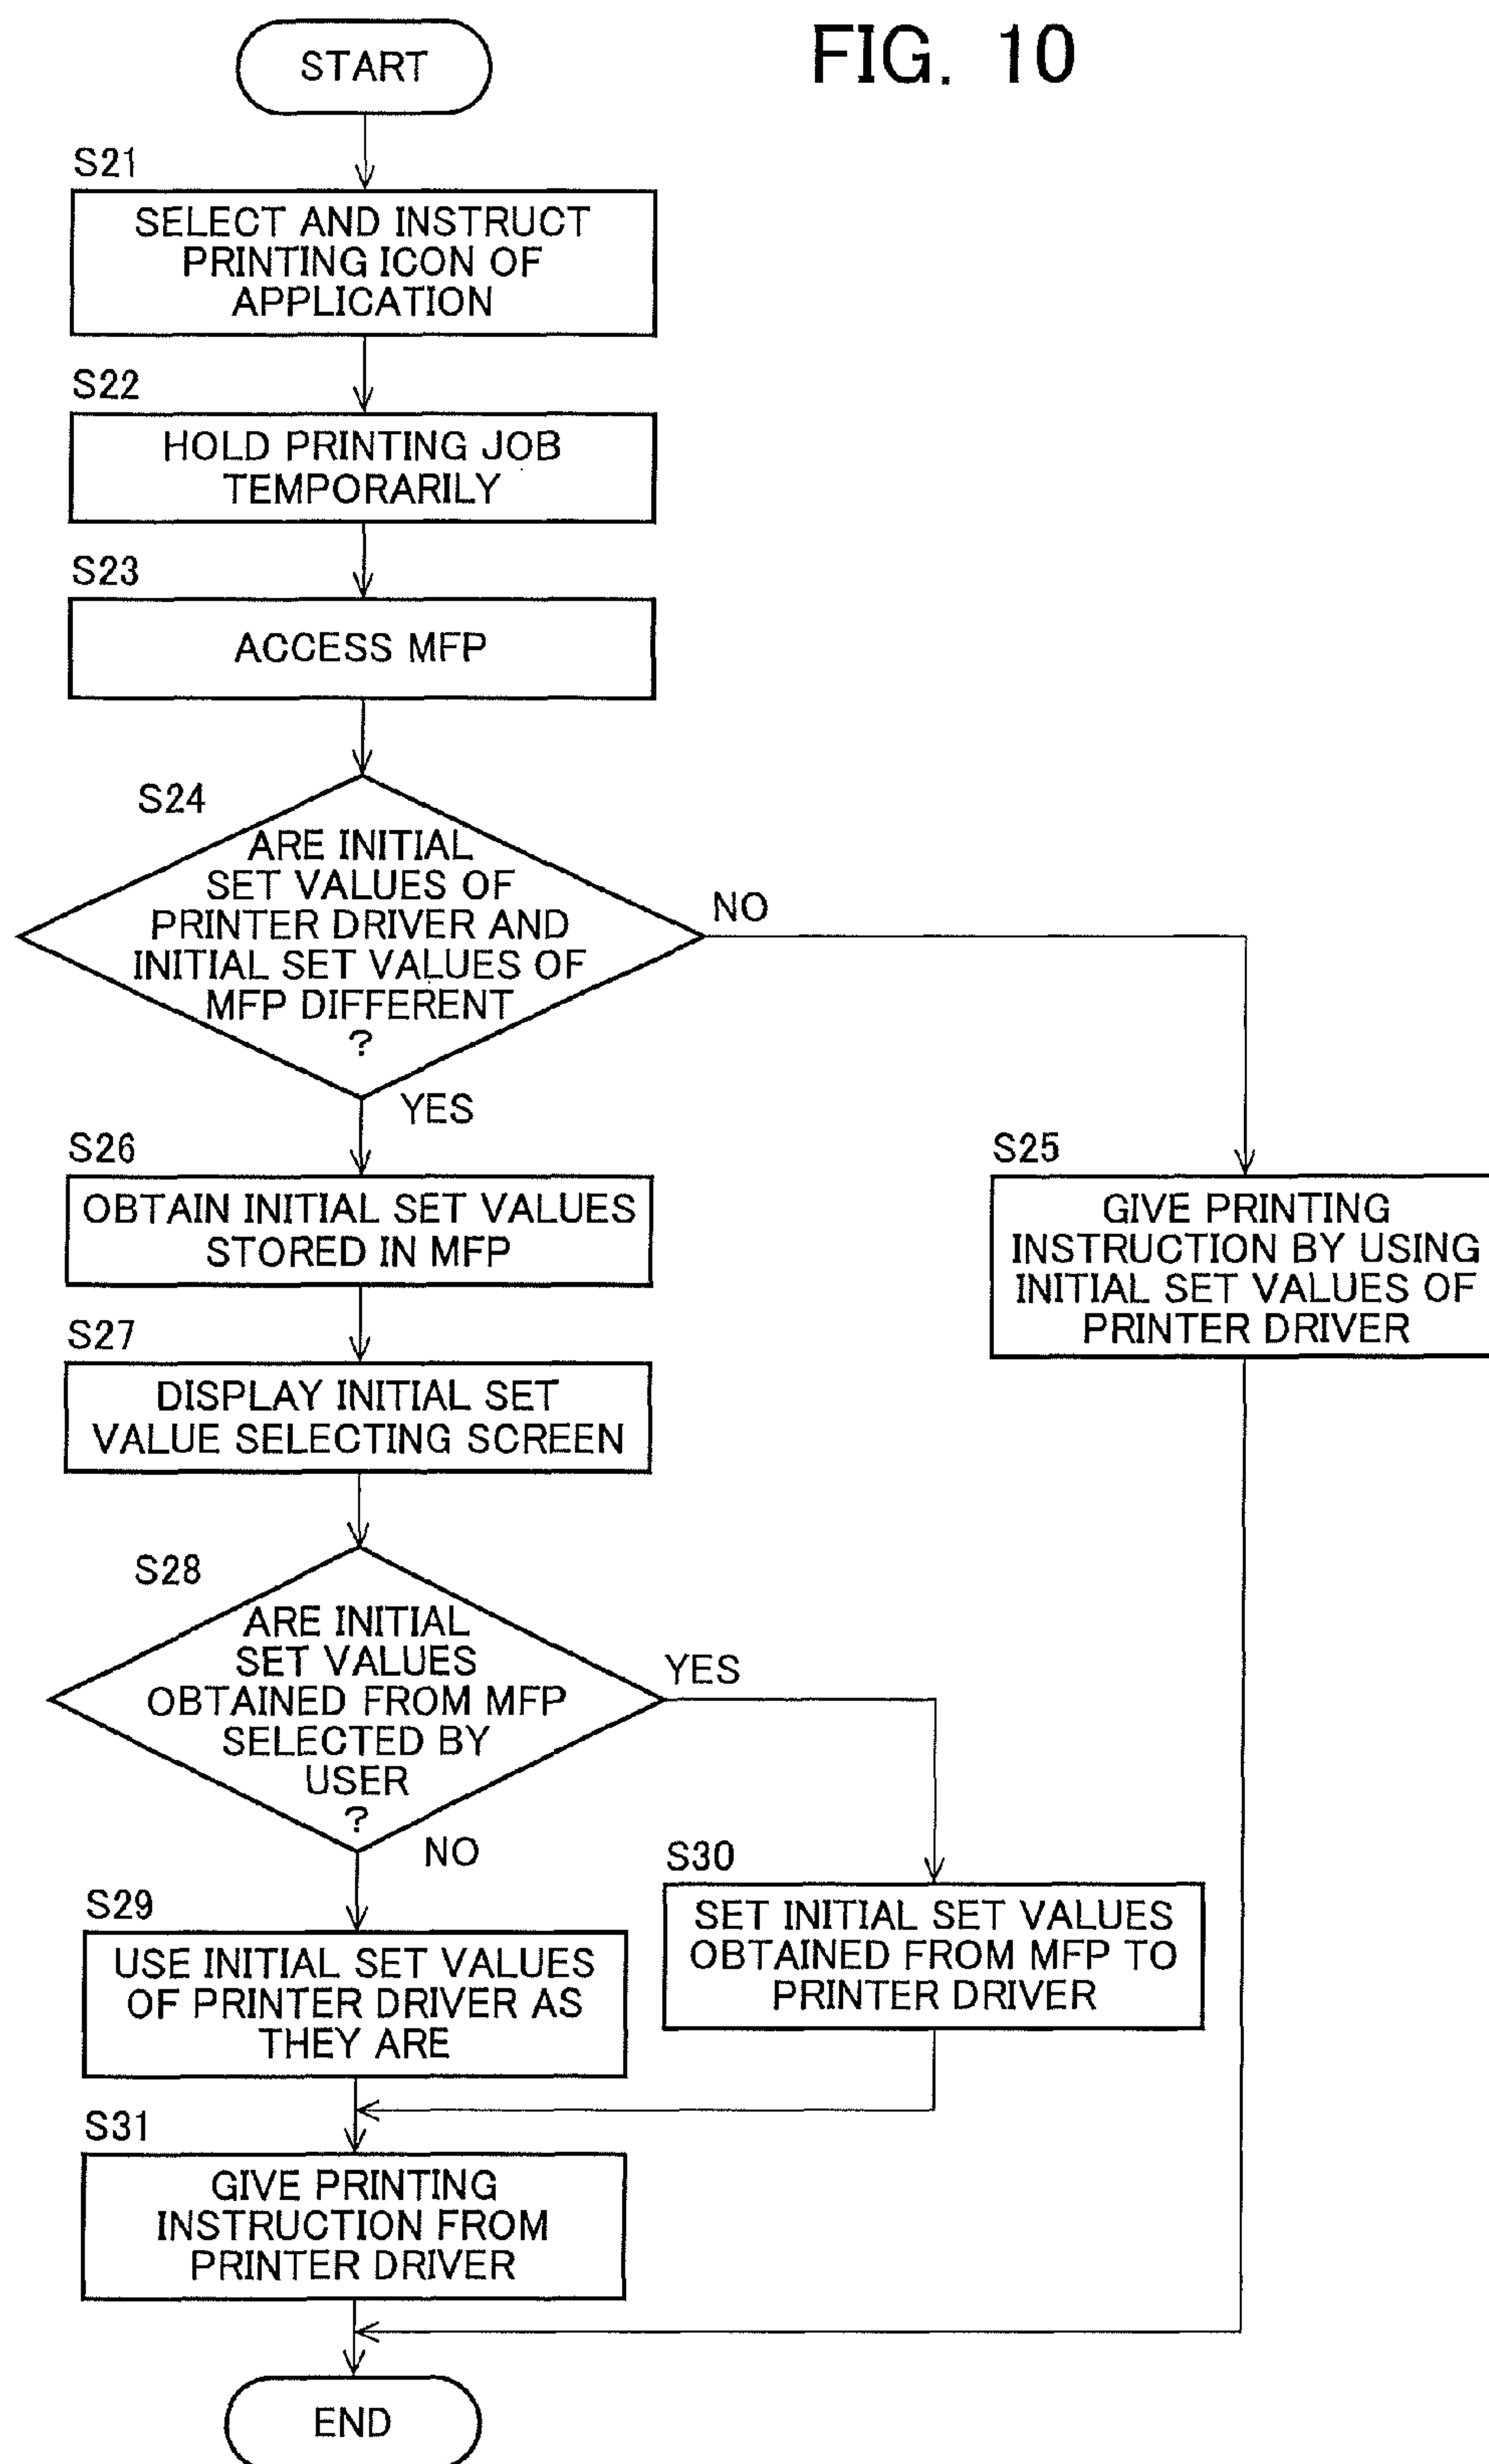 FIG. 10
START
S21
SELECT AND INSTRUCT
PRINTING ICON OF
APPLICATION
S22
HOLD PRINTING JOB
TEMPORARILY
S23
ACCESS MFP
S24
ARE INITIAL
SET VALUES OF
PRINTER DRIVER AND
INITIAL SET VALUES OF
MFP DIFFERENT
?
NO
YES
S26
OBTAIN INITIAL SET VALUES
STORED IN MFP
S25
GIVE PRINTING
INSTRUCTION BY USING
INITIAL SET VALUES OF
PRINTER DRIVER
S27
DISPLAY INITIAL SET
VALUE SELECTING SCREEN
S28
ARE INITIAL
SET VALUES
OBTAINED FROM MFP
SELECTED BY
USER
?
YES
NO
S29
USE INITIAL SET VALUES
OF PRINTER DRIVER AS
THEY ARE
S30
SET INITIAL SET VALUES
OBTAINED FROM MFP TO
PRINTER DRIVER
S31
GIVE PRINTING
INSTRUCTION FROM
PRINTER DRIVER
END